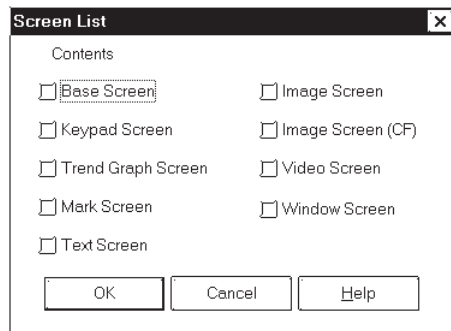 Screen List
Contents
Base Screen
Image Screen
Keypad Screen
Image Screen (CF)
Trend Graph Screen
Video Screen
Mark Screen
Window Screen
Text Screen
OK
Cancel
Help